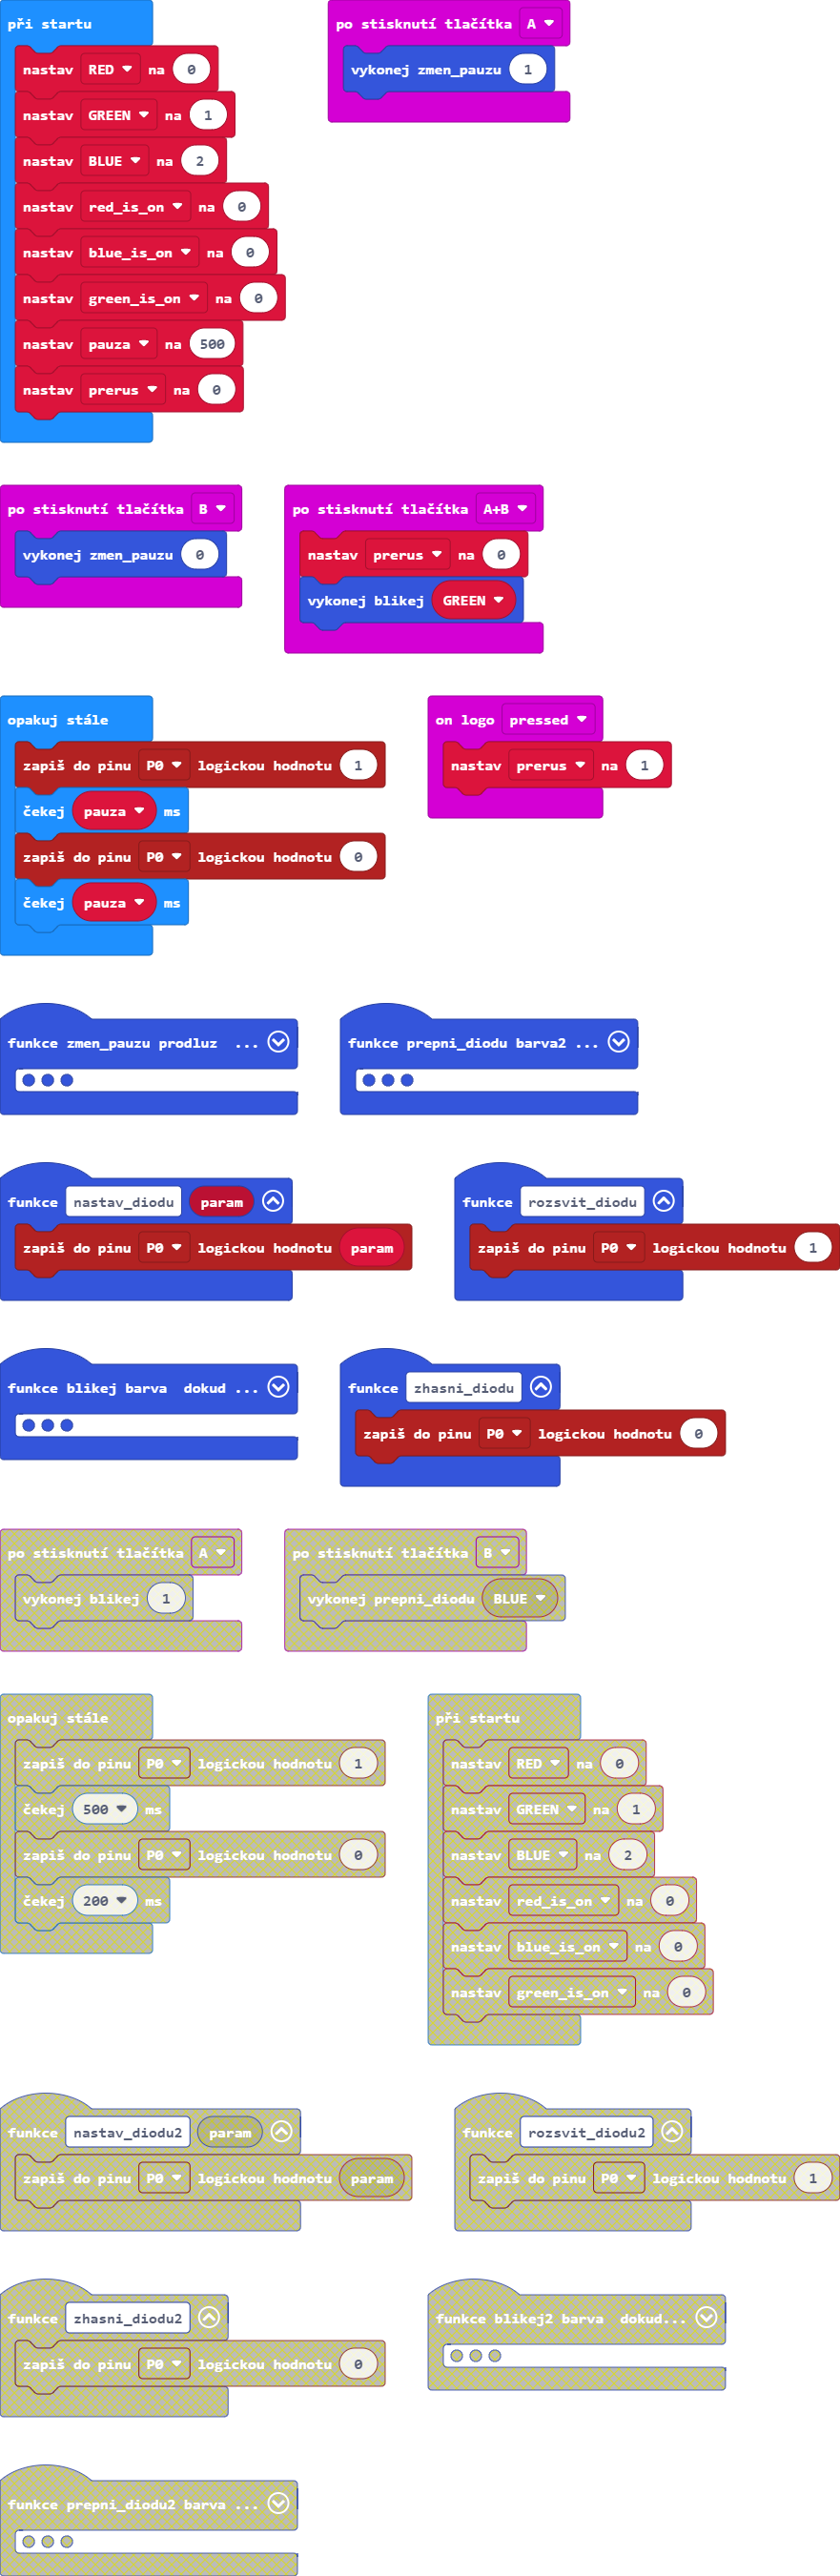 při startu
nastav RED na 0
nastav GREEN na 1
nastav BLUE na 2
nastav red_is_on na 0
nastav blue_is_on na 0
nastav green_is_on na 0
nastav pauza na 500
nastav prerus na 0
po stisknutí tlačítka A
vykonej zmen_pauzu 1
po stisknutí tlačítka B
vykonej zmen_pauzu 0
po stisknutí tlačítka A+B
nastav prerus na 0
vykonej blikej GREEN
opakuj stále
zapiš do pinu P0 logickou hodnotu 1
čekej pauza ms
zapiš do pinu P0 logickou hodnotu 0
čekej pauza ms
on logo pressed
nastav prerus na 1
funkce zmen_pauzu prodluz ...
funkce prepni_diodu barva2 ...
funkce nastav_diodu param
zapiš do pinu P0 logickou hodnotu param
funkce rozsvit_diodu
zapiš do pinu P0 logickou hodnotu 1
funkce blikej barva dokud ...
funkce zhasni_diodu
zapiš do pinu P0 logickou hodnotu 0
po stisknutí tlačítka A
vykonej blikej 1
po stisknutí tlačítka B
vykonej prepni_diodu BLUE
opakuj stále
zapiš do pinu P0 logickou hodnotu 1
čekej 500 ms
zapiš do pinu P0 logickou hodnotu 0
čekej 200 ms
při startu
nastav RED na 0
nastav GREEN na 1
nastav BLUE na 2
nastav red_is_on na 0
nastav blue_is_on na 0
nastav green_is_on na 0
funkce nastav_diodu2 param
zapiš do pinu P0 logickou hodnotu param
funkce rozsvit_diodu2
zapiš do pinu P0 logickou hodnotu 1
funkce zhasni_diodu2
zapiš do pinu P0 logickou hodnotu 0
funkce blikej2 barva dokud...
funkce prepni_diodu2 barva ...